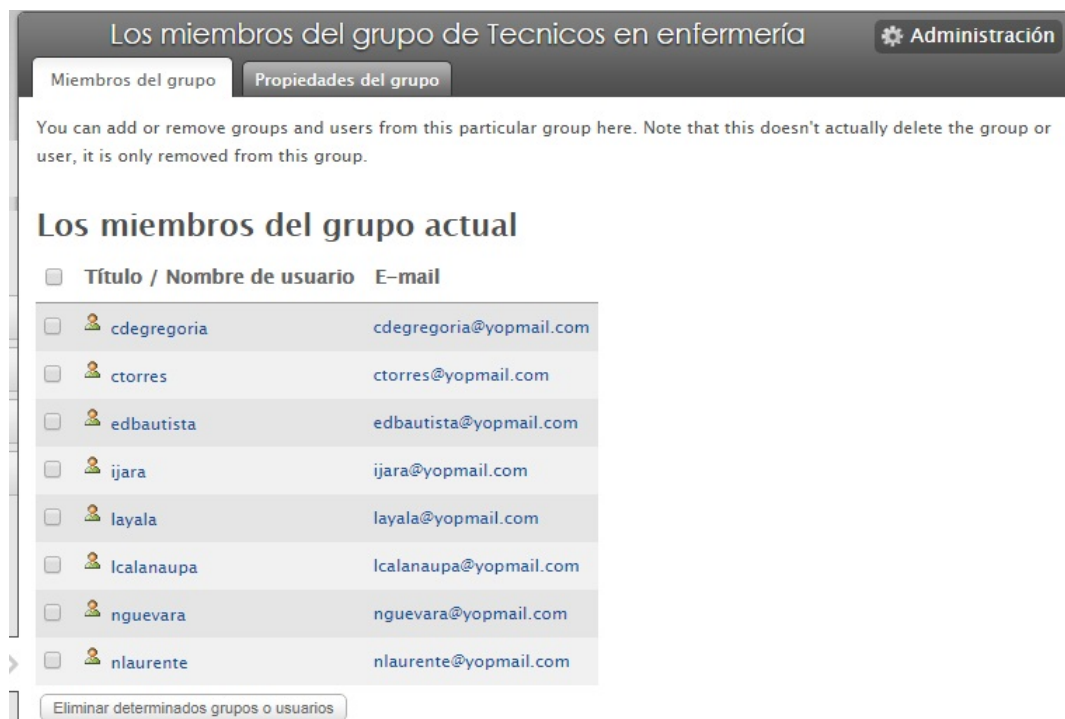 Los miembros del grupo de Tecnicos en enfermería
Administración
Miembros del grupo
Propiedades del grupo
You can add or remove groups and users from this particular group here. Note that this doesn't actually delete the group or
user, it is only removed from this group.
Los miembros del grupo actual
Título / Nombre de usuario E-mail
cdegregoria cdegregoria@yopmail.com
ctorres ctorres@yopmail.com
edbautista edbautista@yopmail.com
ijara ijara@yopmail.com
layala layala@yopmail.com
lcalanaupa lcalanaupa@yopmail.com
nguevara nguevara@yopmail.com
nlaurente nlaurente@yopmail.com
Eliminar determinados grupos o usuarios